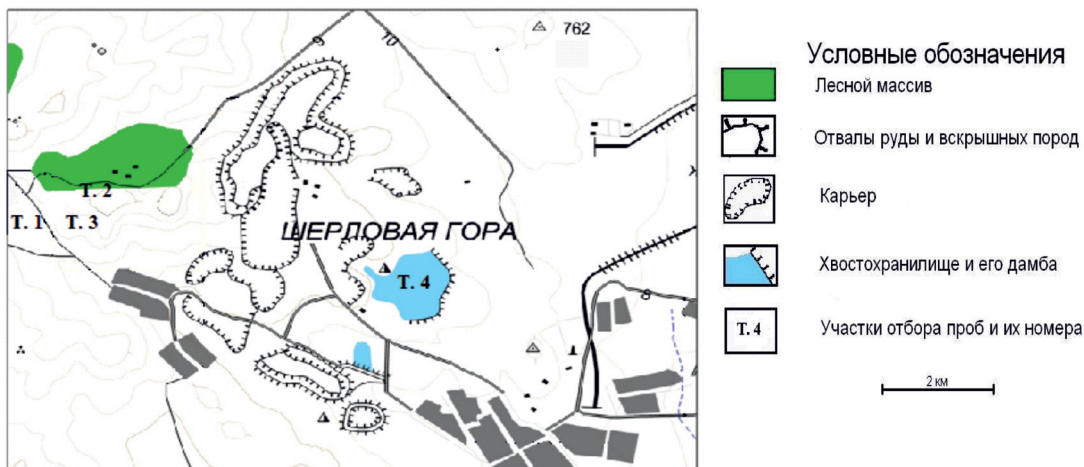 762
9
10
Т. 2
Т. 1
Т. 3
ШЕРЛОВАЯ ГОРА
Т. 4
8
Условные обозначения
Лесной массив
Отвалы руды и вскрышных пород
Карьер
Хвостохранилище и его дамба
Т. 4
Участки отбора проб и их номера
2 км